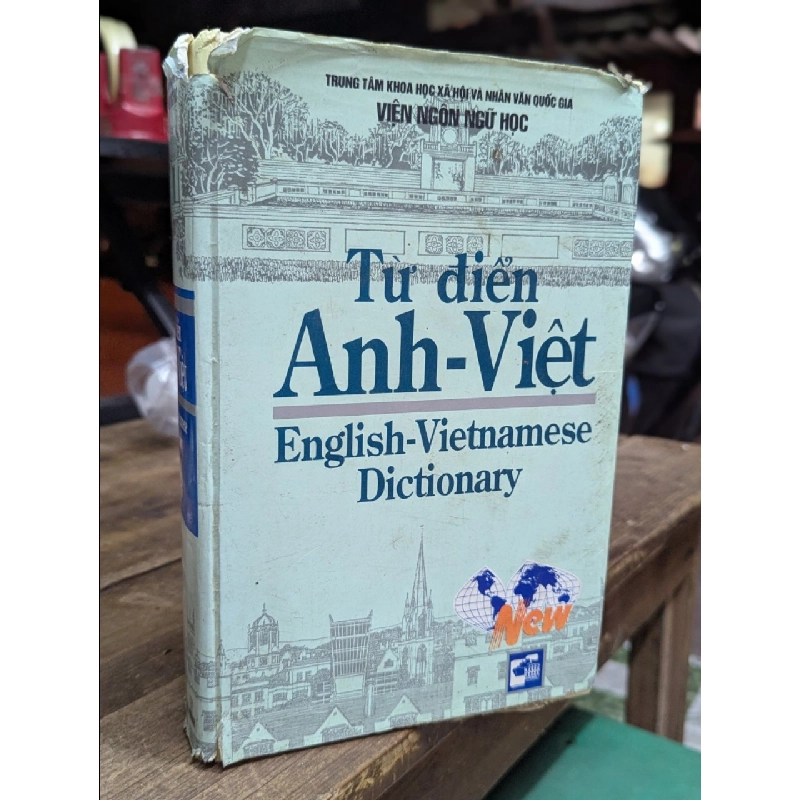 TRUNG TÂM KHOA HỌC XÃ HỘI VÀ NHÂN VĂN QUỐC GIA
VIỆN NGÔN NGỮ HỌC
Từ điển
Anh-Việt
English-Vietnamese
Dictionary
New